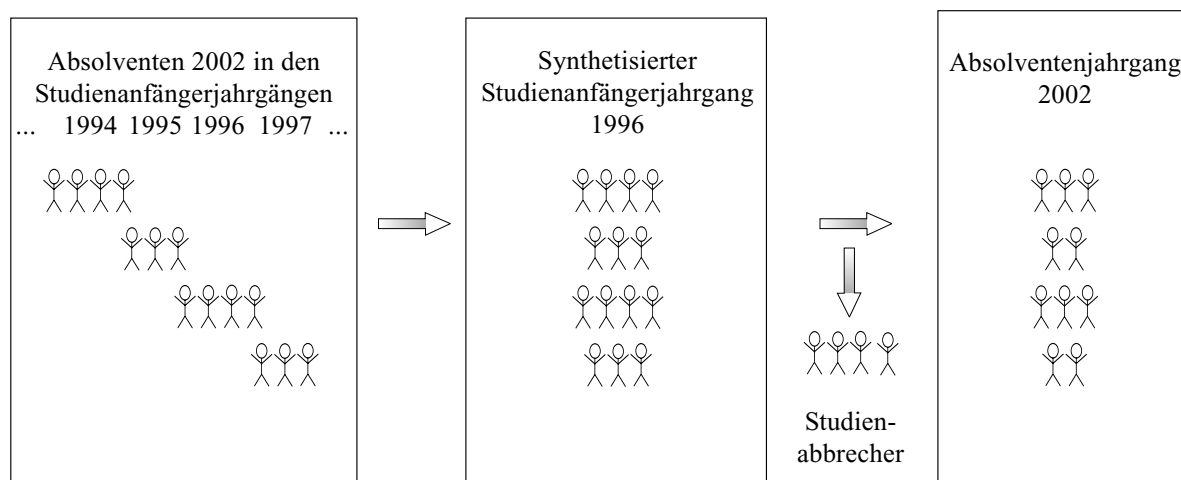 Absolventen 2002 in den
Studienanfängerjahrgängen
... 1994 1995 1996 1997 ...
Synthetisierter
Studienanfängerjahrgang
1996
Studien-
abbrecher
Absolventenjahrgang
2002